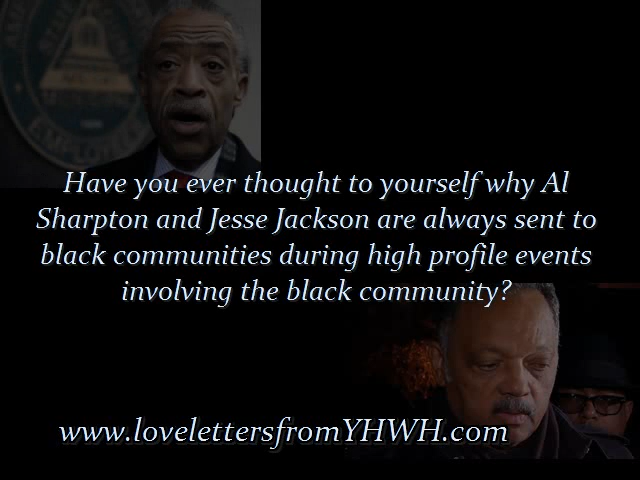 EMPLOYEES
Have you ever thought to yourself why Al
Sharpton and Jesse Jackson are always sent to
black communities during high profile events
involving the black community?
www.lovelettersfromYHWH.com